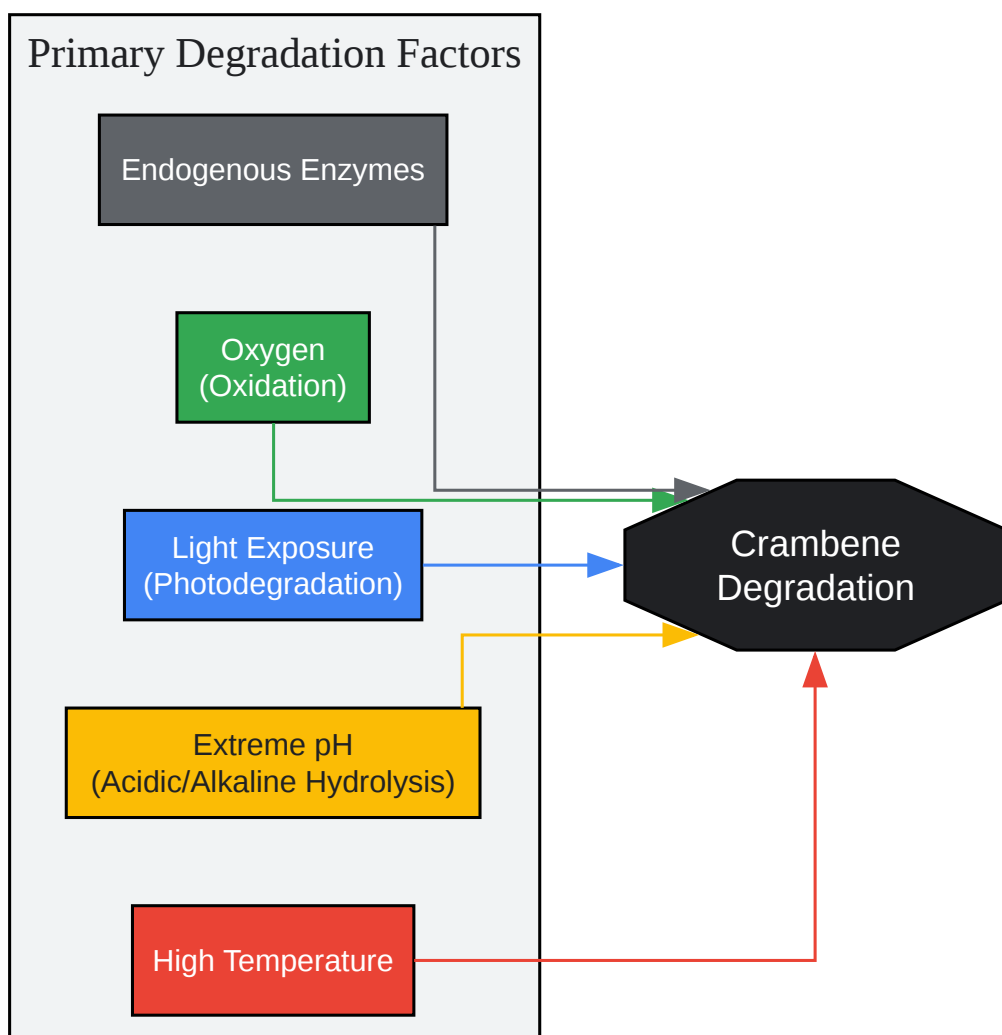 Primary Degradation Factors
Endogenous Enzymes
Oxygen
(Oxidation)
Light Exposure
(Photodegradation)
Crambene
Degradation
Extreme pH
(Acidic/Alkaline Hydrolysis)
High Temperature